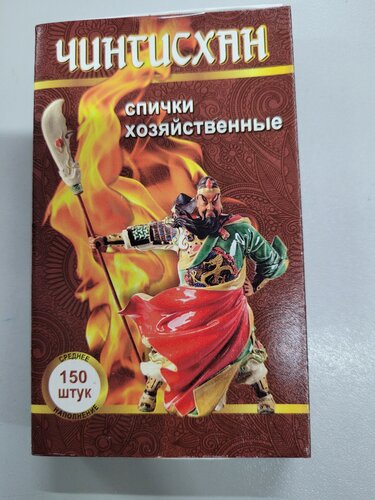 ЧИНГИСХАН
спички
хозяйственные
СРЕДНЕЕ
150
штук
НАПОЛНЕНИЕ